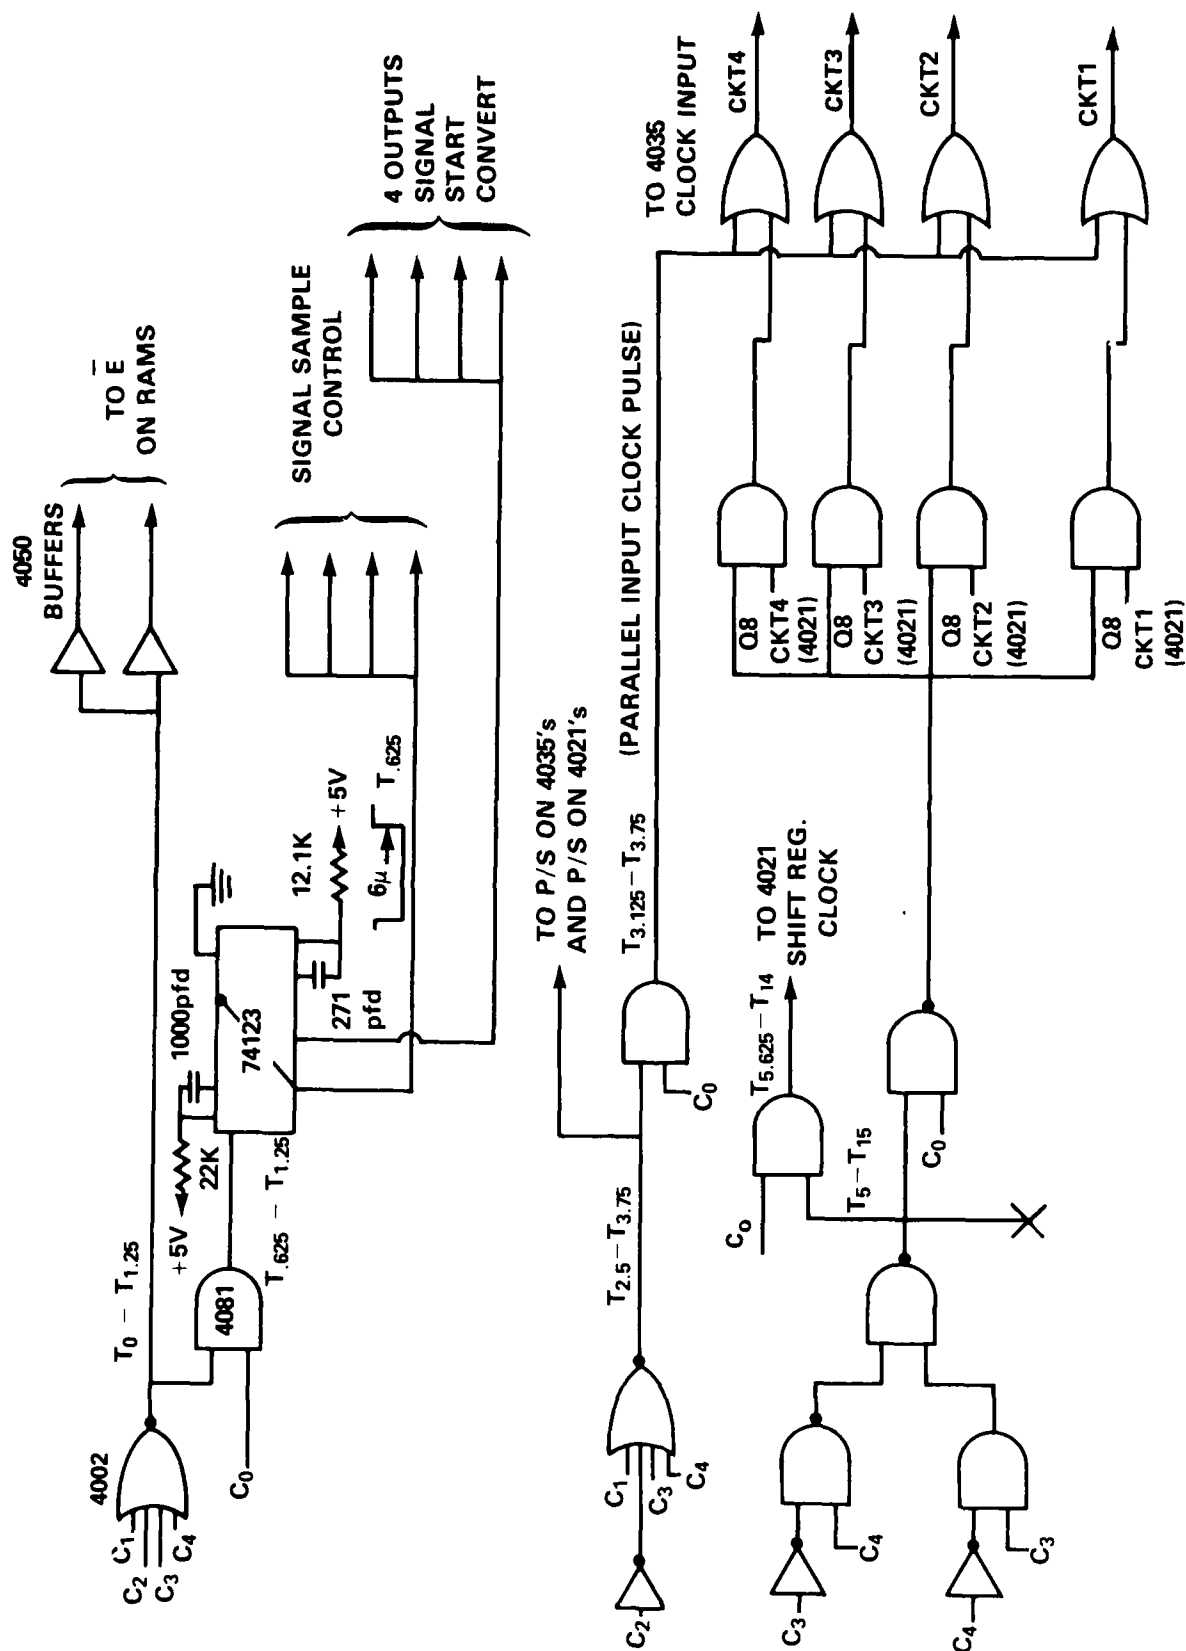 4002
C1
C2
C3
C4
C0
T0 – T1.25
4081
T.625 – T1.25
+5V
22K
1000pfd
74123
271
pfd
12.1K
+5V
6μ
T.625
4050
BUFFERS
TO E̅
ON RAMS
SIGNAL SAMPLE
CONTROL
4 OUTPUTS
SIGNAL
START
CONVERT
C2
C1
C3
C4
T2.5 – T3.75
TO P/S ON 4035's
AND P/S ON 4021's
C0
T3.125 – T3.75
(PARALLEL INPUT CLOCK PULSE)
TO 4035
CLOCK INPUT
CKT4
CKT3
CKT2
CKT1
C3
C4
C4
C3
Co
T5 – T15
T5.625 – T14
TO 4021
SHIFT REG.
CLOCK
C0
Q8
CKT4
(4021)
Q8
CKT3
(4021)
Q8
CKT2
(4021)
Q8
CKT1
(4021)